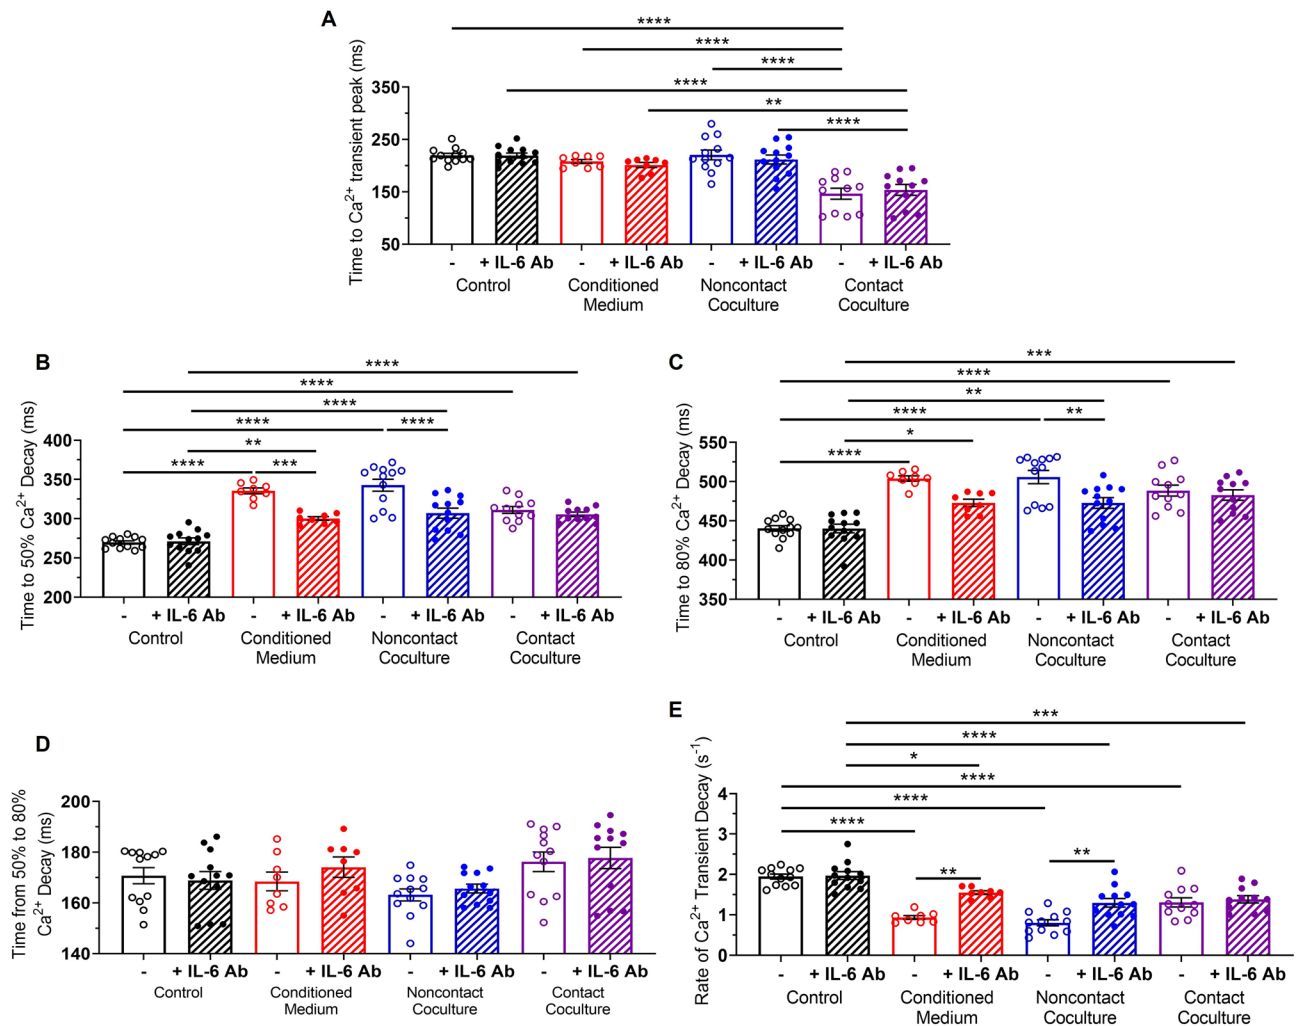 A
****
****
****
****
**
****
Time to Ca²⁺ transient peak (ms)
350
250
150
50
- + IL-6 Ab - + IL-6 Ab - + IL-6 Ab - + IL-6 Ab
Control Conditioned Medium Noncontact Coculture Contact Coculture
B
****
****
****
**** ****
**
**** ***
Time to 50% Ca²⁺ Decay (ms)
400
350
300
250
200
- + IL-6 Ab - + IL-6 Ab - + IL-6 Ab - + IL-6 Ab
Control Conditioned Medium Noncontact Coculture Contact Coculture
C
***
****
**
**** **
*
****
Time to 80% Ca²⁺ Decay (ms)
550
500
450
400
350
- + IL-6 Ab - + IL-6 Ab - + IL-6 Ab - + IL-6 Ab
Control Conditioned Medium Noncontact Coculture Contact Coculture
D
Time from 50% to 80%
Ca²⁺ Decay (ms)
200
180
160
140
- + IL-6 Ab - + IL-6 Ab - + IL-6 Ab - + IL-6 Ab
Control Conditioned Medium Noncontact Coculture Contact Coculture
E
***
****
*
****
****
****
**
**
Rate of Ca²⁺ Transient Decay (s⁻¹)
4
3
2
1
0
- + IL-6 Ab - + IL-6 Ab - + IL-6 Ab - + IL-6 Ab
Control Conditioned Medium Noncontact Coculture Contact Coculture